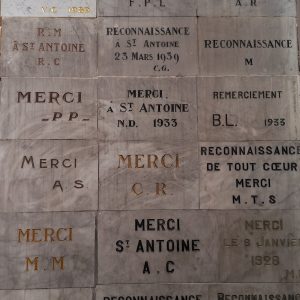 V.C 1933
F.P.L
A R
R.M
À St ANTOINE
R.C
RECONNAISSANCE
À St ANTOINE
23 MARS 1939
C.G.
RECONNAISSANCE
M
MERCI
-PP-
MERCI
À St ANTOINE
N.D. 1933
REMERCIEMENT
B.L. 1933
MERCI
A S
MERCI
C.R.
RECONNAISSANCE
DE TOUT CŒUR
MERCI
M.T.S
MERCI
M.M
MERCI
St ANTOINE
A.C
MERCI
LE 8 JANVIER
1928
M.
RECONNAISSANCE
RECONNAISSANCE